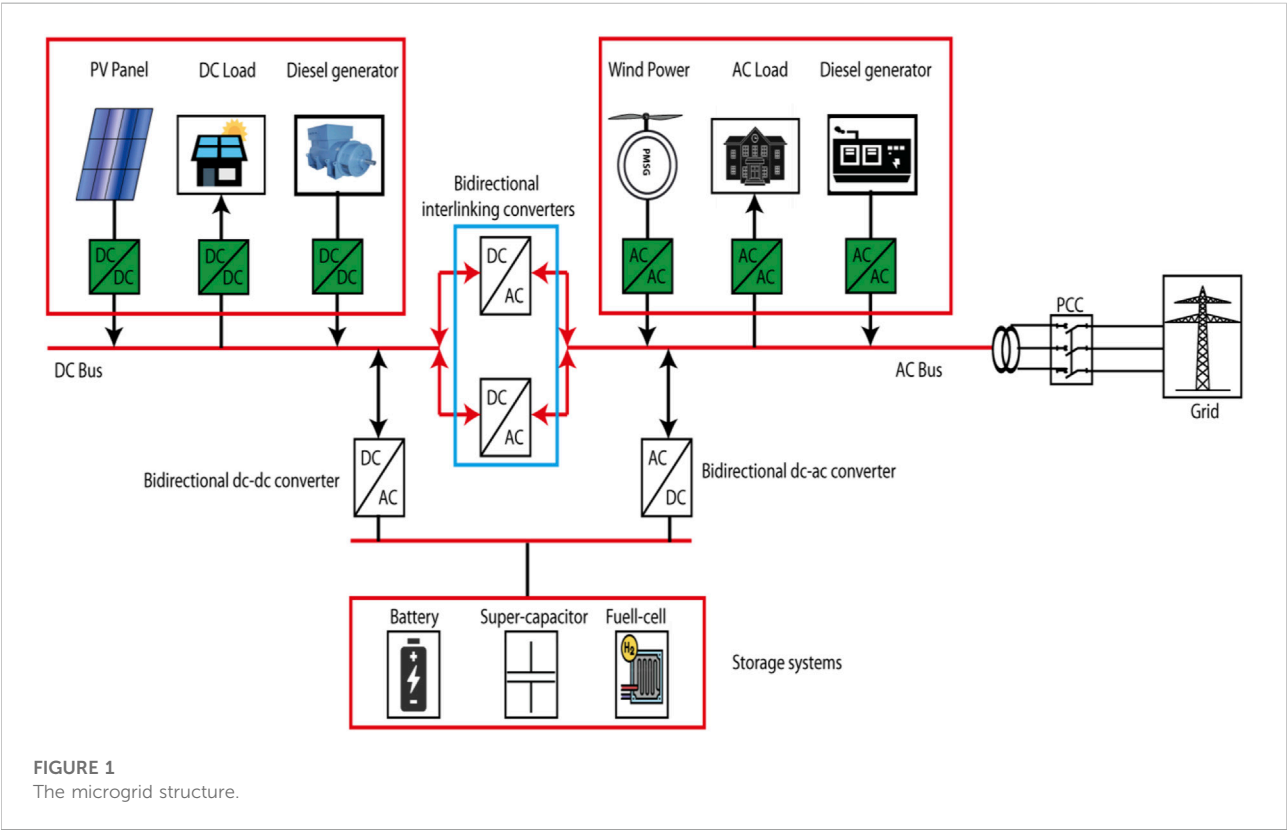 PV Panel
DC Load
Diesel generator
Wind Power
AC Load
Diesel generator
PMSG
Bidirectional
interlinking converters
DC
DC
DC
DC
DC
DC
DC
AC
DC
AC
AC
AC
AC
AC
AC
AC
PCC
Grid
DC Bus
AC Bus
Bidirectional dc-dc converter
DC
AC
AC
DC
Bidirectional dc-ac converter
Battery
Super-capacitor
Fuell-cell
H2
Storage systems
FIGURE 1
The microgrid structure.